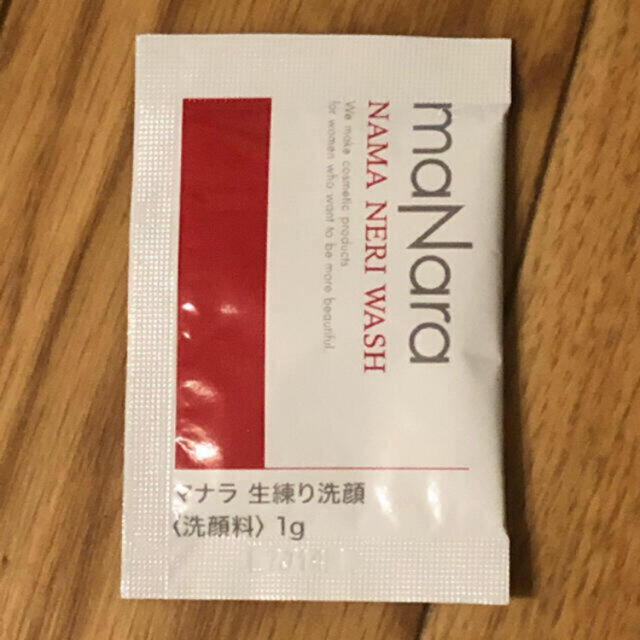 maNara
NAMA NERI WASH
We make cosmetic products
for women who want to be more beautiful.
マナラ 生練り洗顔
〈洗顔料〉 1g